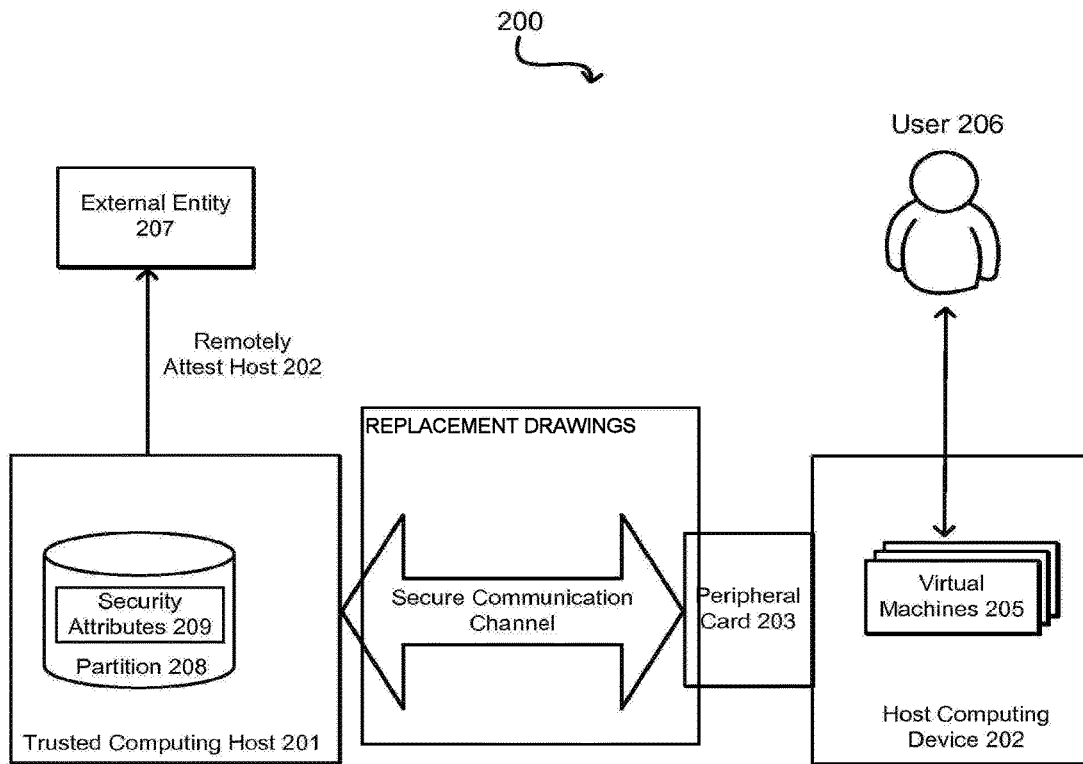 200
User 206
External Entity
207
Remotely
Attest Host 202
REPLACEMENT DRAWINGS
Security
Attributes 209
Partition 208
Trusted Computing Host 201
Secure Communication
Channel
Peripheral
Card 203
Virtual
Machines 205
Host Computing
Device 202